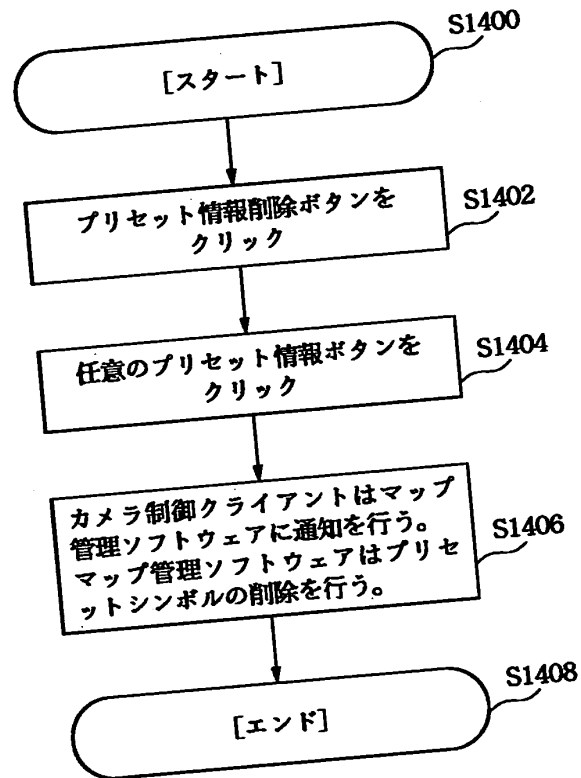 S1400
[スタート]
S1402
プリセット情報削除ボタンを
クリック
S1404
任意のプリセット情報ボタンを
クリック
S1406
カメラ制御クライアントはマップ
管理ソフトウェアに通知を行う。
マップ管理ソフトウェアはプリセ
ットシンボルの削除を行う。
S1408
[エンド]